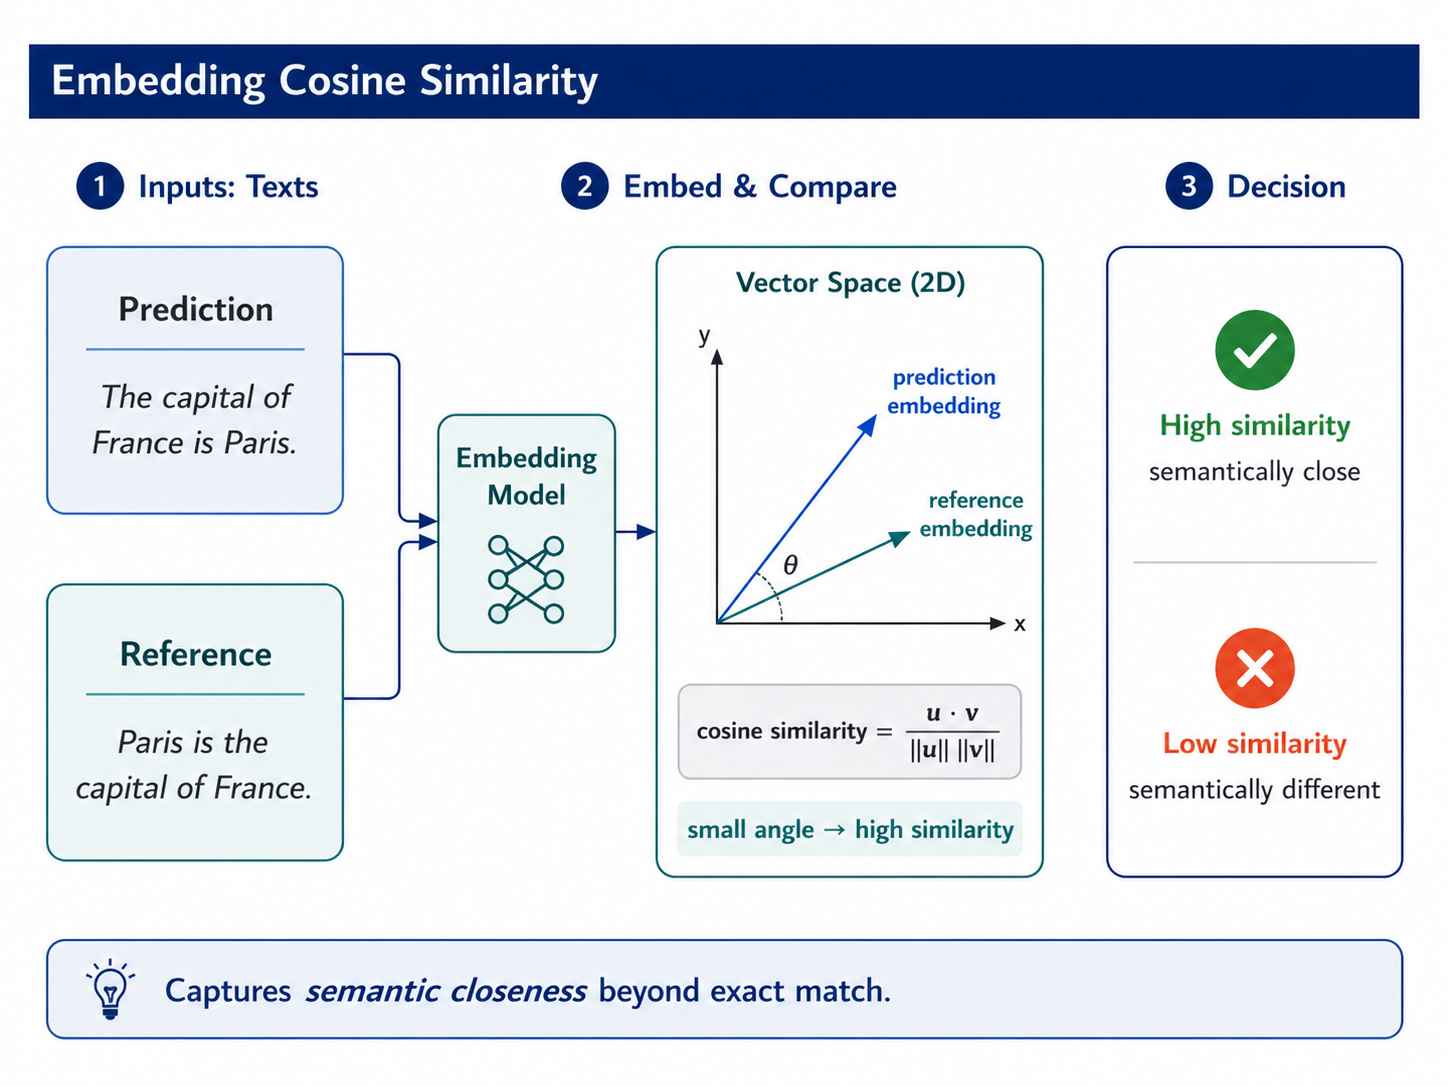 Embedding Cosine Similarity
1 Inputs: Texts
2 Embed & Compare
3 Decision
Prediction
The capital of
France is Paris.
Reference
Paris is the
capital of France.
Embedding
Model
Vector Space (2D)
y
prediction
embedding
reference
embedding
θ
x
cosine similarity = u · v / ||u|| ||v||
small angle → high similarity
High similarity
semantically close
Low similarity
semantically different
Captures semantic closeness beyond exact match.